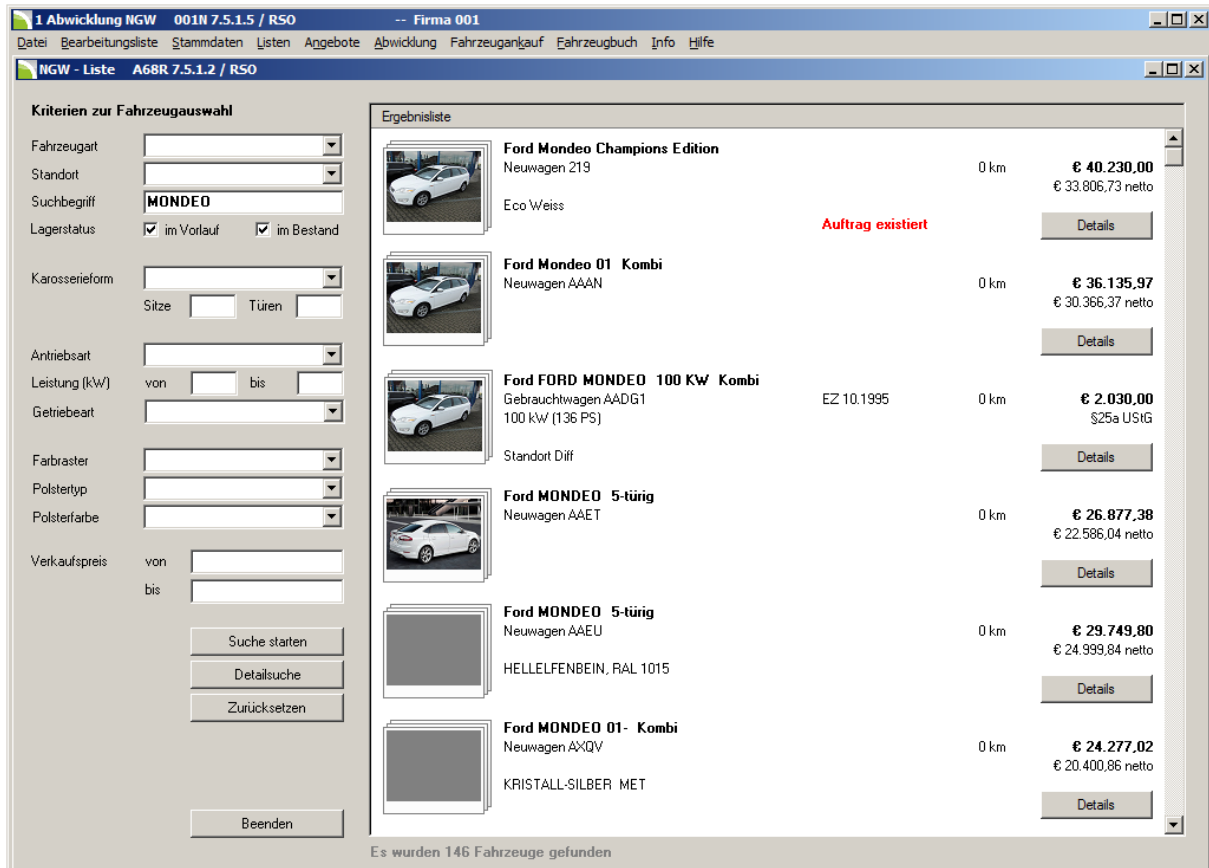 1 Abwicklung NGW 001N 7.5.1.5 / RSO -- Firma 001
Datei Bearbeitungsliste Stammdaten Listen Angebote Abwicklung Fahrzeugankauf Fahrzeugbuch Info Hilfe
NGW - Liste A68R 7.5.1.2 / RSO
Kriterien zur Fahrzeugauswahl
Fahrzeugart
Standort
Suchbegriff MONDEO
Lagerstatus im Vorlauf im Bestand
Karosserieform
Sitze Türen
Antriebsart
Leistung (kW) von bis
Getriebeart
Farbraster
Polstertyp
Polsterfarbe
Verkaufspreis von
bis
Suche starten
Detailsuche
Zurücksetzen
Beenden
Ergebnisliste
Ford Mondeo Champions Edition
Neuwagen 219 0 km € 40.230,00
€ 33.806,73 netto
Eco Weiss
Auftrag existiert Details
Ford Mondeo 01 Kombi
Neuwagen AAAN 0 km € 36.135,97
€ 30.366,37 netto
Details
Ford FORD MONDEO 100 KW Kombi
Gebrauchtwagen AADG1 EZ 10.1995 0 km € 2.030,00
100 kW (136 PS) §25a UStG
Standort Diff Details
Ford MONDEO 5-türig
Neuwagen AAET 0 km € 26.877,38
€ 22.586,04 netto
Details
Ford MONDEO 5-türig
Neuwagen AAEU 0 km € 29.749,80
€ 24.999,84 netto
HELLELFENBEIN, RAL 1015
Details
Ford MONDEO 01- Kombi
Neuwagen AXQV 0 km € 24.277,02
€ 20.400,86 netto
KRISTALL-SILBER MET
Details
Es wurden 146 Fahrzeuge gefunden